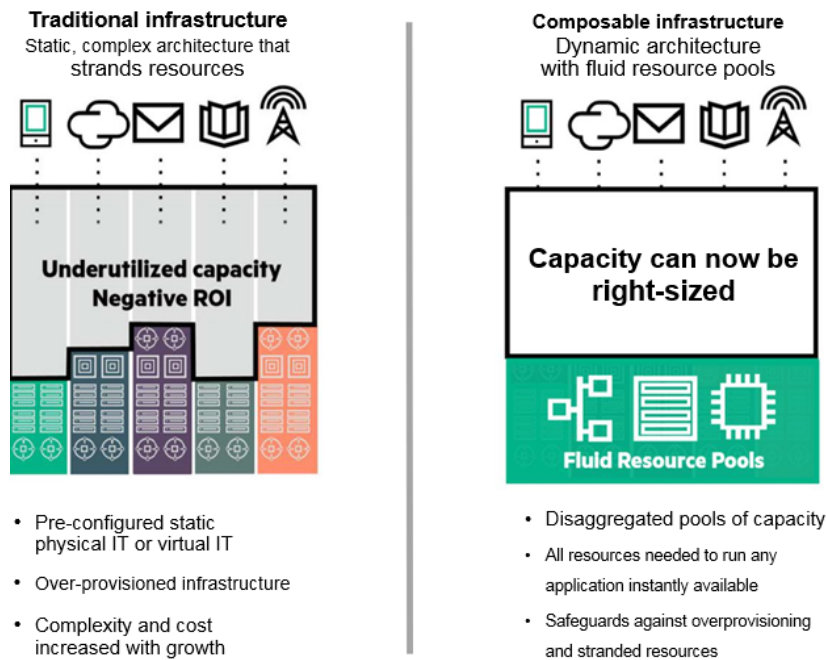 Traditional infrastructure
Static, complex architecture that
strands resources
Underutilized capacity
Negative ROI
• Pre-configured static
physical IT or virtual IT
• Over-provisioned infrastructure
• Complexity and cost
increased with growth
Composable infrastructure
Dynamic architecture
with fluid resource pools
Capacity can now be
right-sized
Fluid Resource Pools
• Disaggregated pools of capacity
• All resources needed to run any
application instantly available
• Safeguards against overprovisioning
and stranded resources